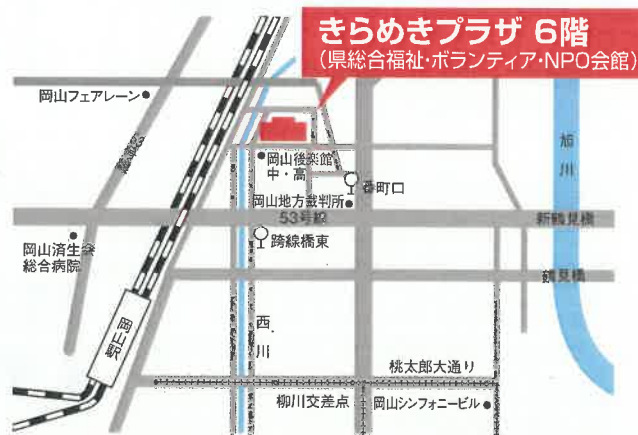 きらめきプラザ 6階
(県総合福祉・ボランティア・NPO会館)
岡山フェアレーン
岡山後楽館
中・高
番町口
岡山地方裁判所
53号線
旭川
新鶴見橋
岡山済生会
総合病院
跨線橋東
鶴見橋
岡山駅
西川
桃太郎大通り
柳川交差点
岡山シンフォニービル